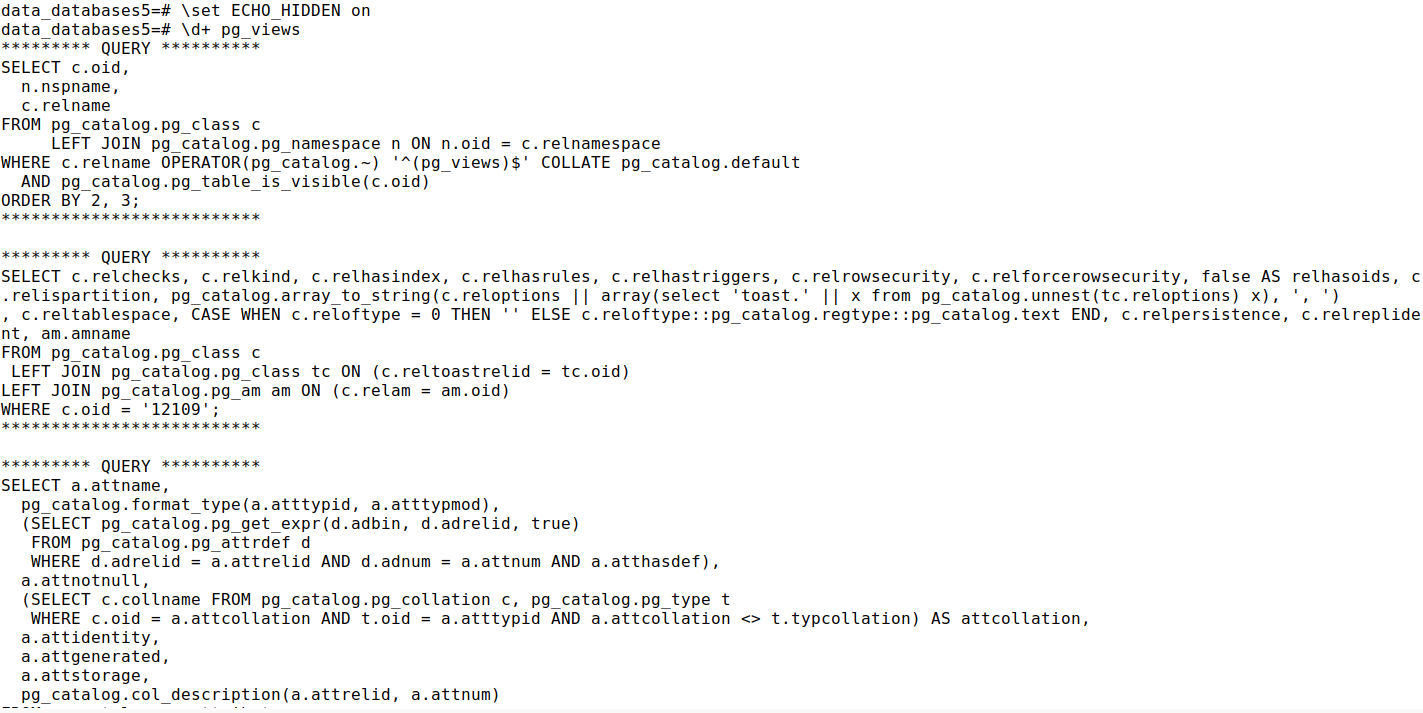 data_databases5=# \set ECHO_HIDDEN on
data_databases5=# \d+ pg_views
********* QUERY **********
SELECT c.oid,
  n.nspname,
  c.relname
FROM pg_catalog.pg_class c
     LEFT JOIN pg_catalog.pg_namespace n ON n.oid = c.relnamespace
WHERE c.relname OPERATOR(pg_catalog.~) '^(pg_views)$' COLLATE pg_catalog.default
  AND pg_catalog.pg_table_is_visible(c.oid)
ORDER BY 2, 3;
**************************

********* QUERY **********
SELECT c.relchecks, c.relkind, c.relhasindex, c.relhasrules, c.relhastriggers, c.relrowsecurity, c.relforcerowsecurity, false AS relhasoids, c
.relispartition, pg_catalog.array_to_string(c.reloptions || array(select 'toast.' || x from pg_catalog.unnest(tc.reloptions) x), ', ')
, c.reltablespace, CASE WHEN c.reloftype = 0 THEN '' ELSE c.reloftype::pg_catalog.regtype::pg_catalog.text END, c.relpersistence, c.relreplide
nt, am.amname
FROM pg_catalog.pg_class c
 LEFT JOIN pg_catalog.pg_class tc ON (c.reltoastrelid = tc.oid)
LEFT JOIN pg_catalog.pg_am am ON (c.relam = am.oid)
WHERE c.oid = '12109';
**************************

********* QUERY **********
SELECT a.attname,
  pg_catalog.format_type(a.atttypid, a.atttypmod),
  (SELECT pg_catalog.pg_get_expr(d.adbin, d.adrelid, true)
   FROM pg_catalog.pg_attrdef d
   WHERE d.adrelid = a.attrelid AND d.adnum = a.attnum AND a.atthasdef),
  a.attnotnull,
  (SELECT c.collname FROM pg_catalog.pg_collation c, pg_catalog.pg_type t
   WHERE c.oid = a.attcollation AND t.oid = a.atttypid AND a.attcollation <> t.typcollation) AS attcollation,
  a.attidentity,
  a.attgenerated,
  a.attstorage,
  pg_catalog.col_description(a.attrelid, a.attnum)